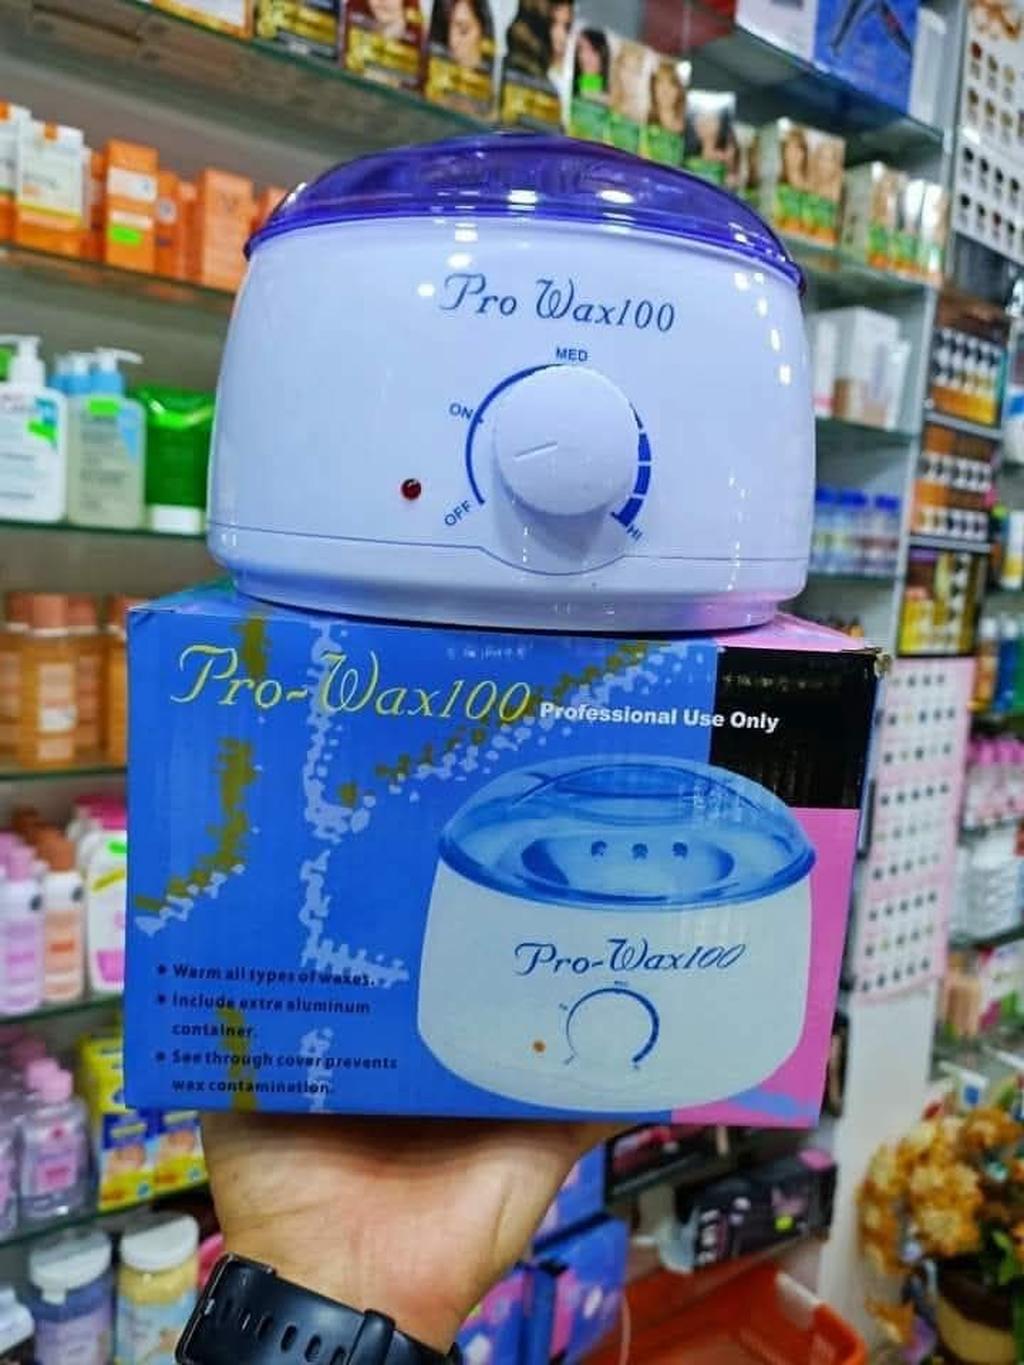 Pro Wax100
MED
ON
OFF
HI
Pro-Wax100
Professional Use Only
Pro-Wax100
• Warm all types of waxes.
• Include extra aluminum
container.
• See through cover prevents
wax contamination.